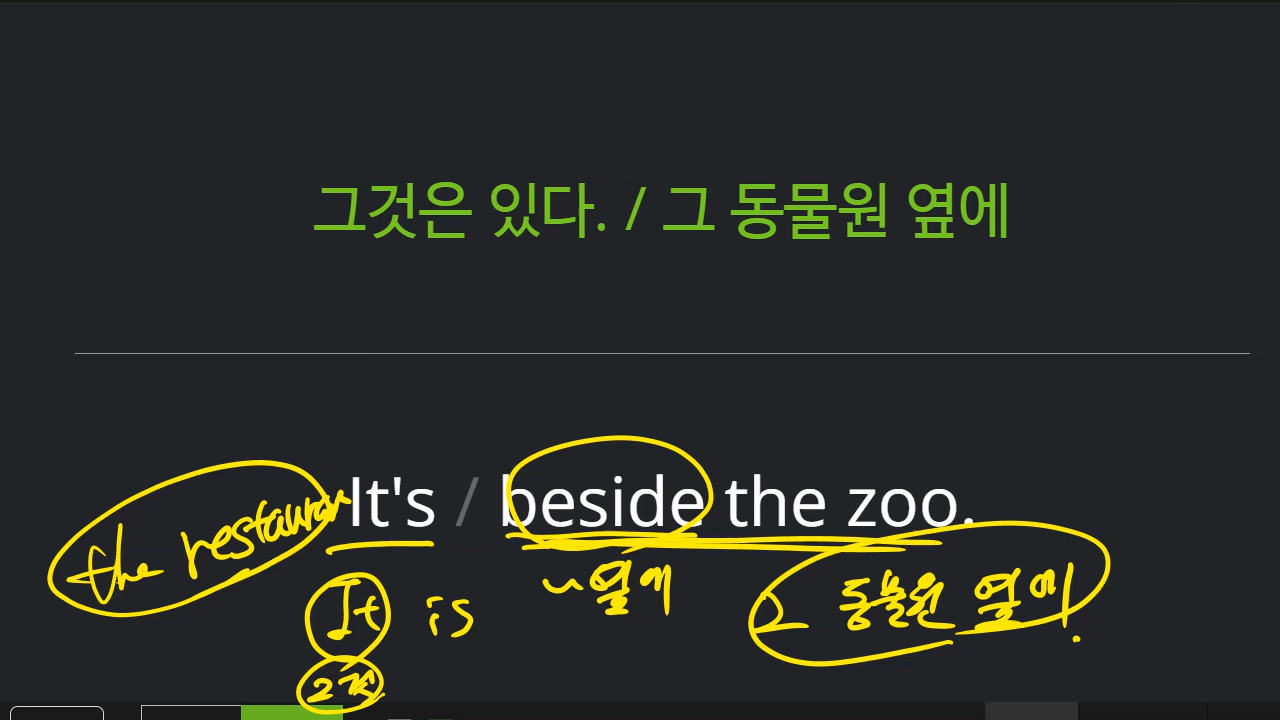 그것은 있다. / 그 동물원 옆에
It's / beside the zoo.
the restauran
It is
~옆에
그 동물원 옆에.
그것